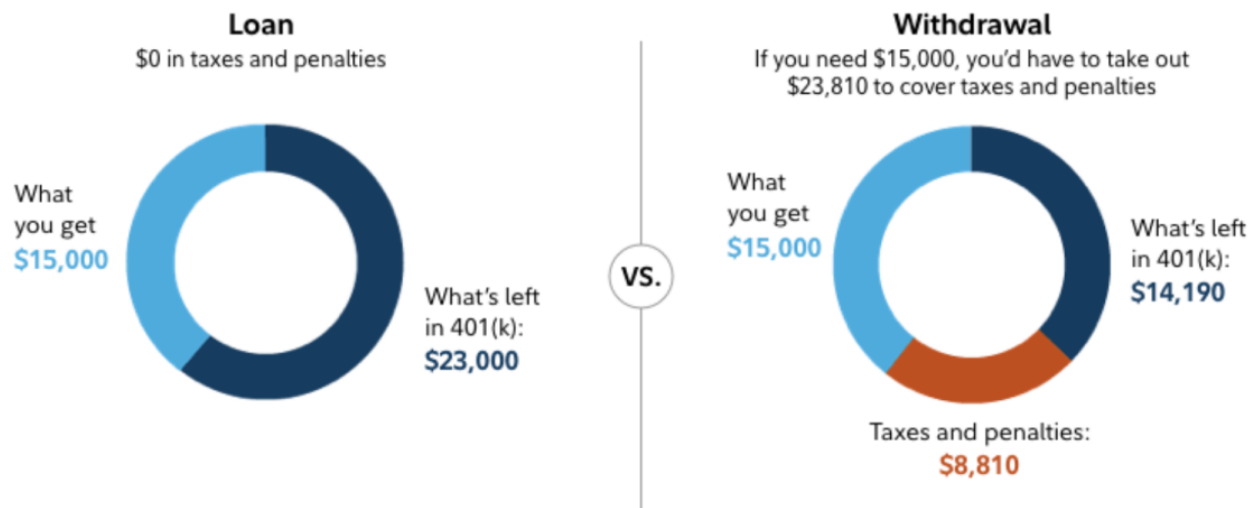 Loan
$0 in taxes and penalties
What
you get
$15,000
What's left
in 401(k):
$23,000
VS.
Withdrawal
If you need $15,000, you'd have to take out
$23,810 to cover taxes and penalties
What
you get
$15,000
What's left
in 401(k):
$14,190
Taxes and penalties:
$8,810